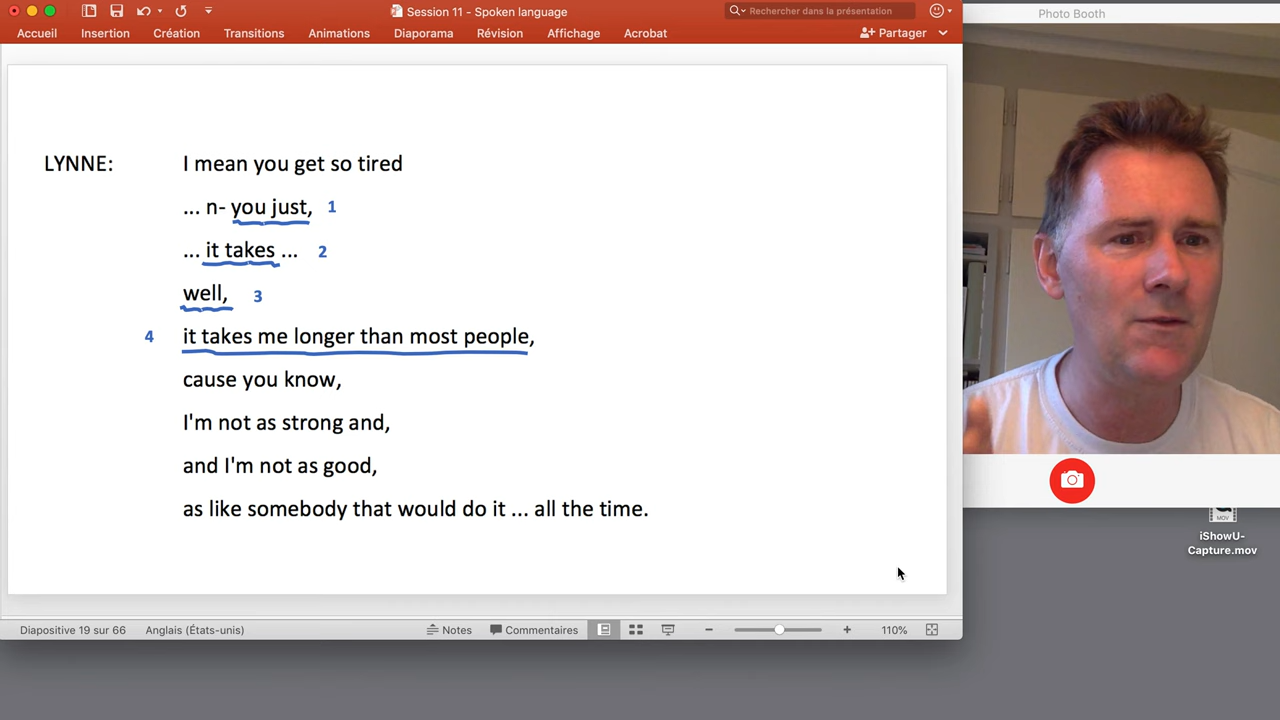 Session 11 - Spoken language
Rechercher dans la présentation
Photo Booth
Accueil Insertion Création Transitions Animations Diaporama Révision Affichage Acrobat Partager
LYNNE: I mean you get so tired
... n- you just, 1
... it takes ... 2
well, 3
4 it takes me longer than most people,
cause you know,
I'm not as strong and,
and I'm not as good,
as like somebody that would do it ... all the time.
MOV
iShowU-
Capture.mov
Diapositive 19 sur 66 Anglais (États-unis) Notes Commentaires 110%